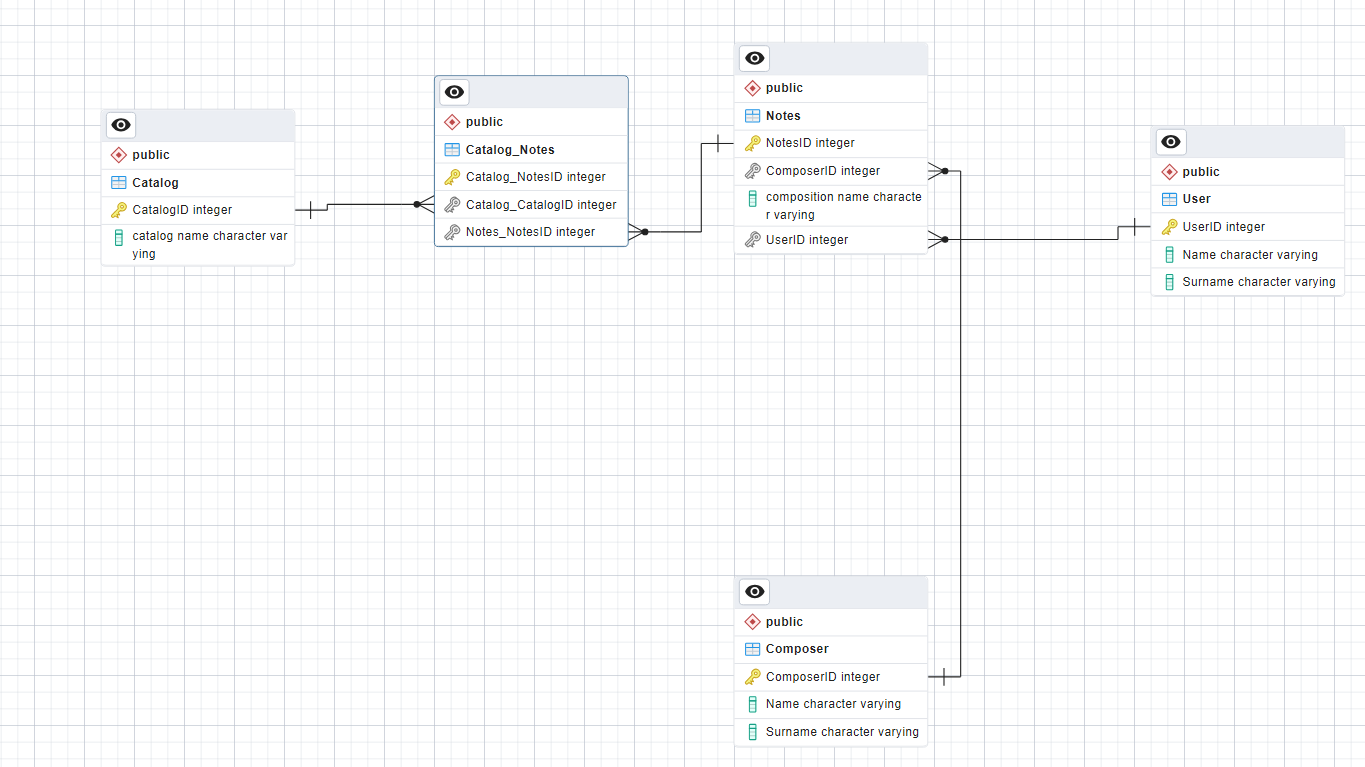 public
Catalog
CatalogID integer
catalog name character var
ying
public
Catalog_Notes
Catalog_NotesID integer
Catalog_CatalogID integer
Notes_NotesID integer
public
Notes
NotesID integer
ComposerID integer
composition name characte
r varying
UserID integer
public
User
UserID integer
Name character varying
Surname character varying
public
Composer
ComposerID integer
Name character varying
Surname character varying